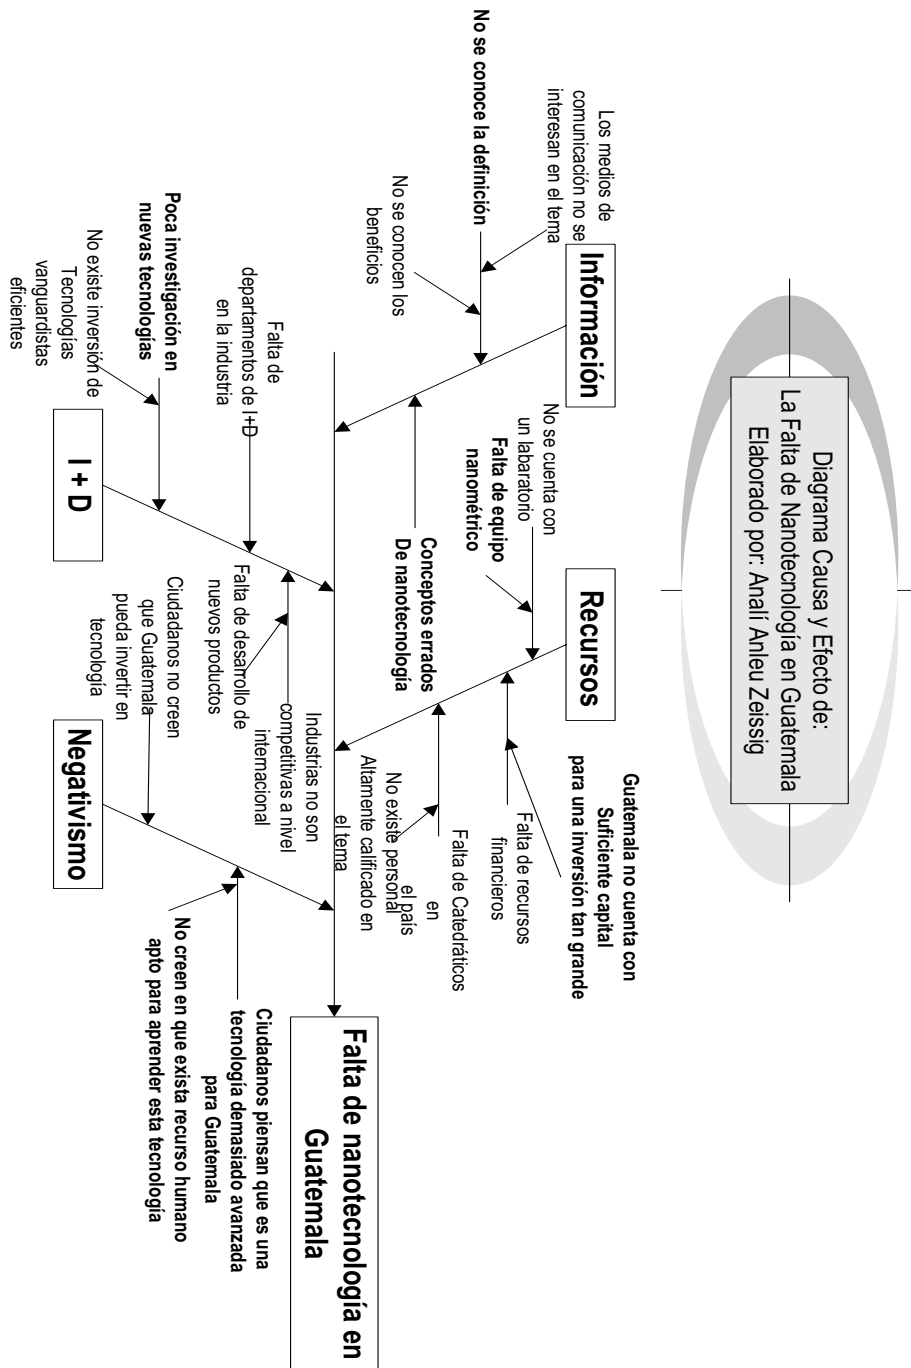 Diagrama Causa y Efecto de:
La Falta de Nanotecnología en Guatemala
Elaborado por: Analí Anleu Zeissig
Información
Los medios de
comunicación no se
interesan en el tema
No se conoce la definición
No se conocen los
beneficios
Conceptos errados
De nanotecnología
Recursos
No se cuenta con
un labaratorio
Falta de equipo
nanométrico
Guatemala no cuenta con
Suficiente capital
para una inversión tan grande
Falta de recursos
financieros
Falta de Catedráticos
en
el país
No existe personal
Altamente calificado en
el tema
Falta de nanotecnología en
Guatemala
I + D
Poca investigación en
nuevas tecnologías
No existe inversión de
Tecnologías
vanguardistas
eficientes
Falta de
departamentos de I+D
en la industria
Industrias no son
competitivas a nivel
internacional
Falta de desarrollo de
nuevos productos
Negativismo
Ciudadanos no creen
que Guatemala
pueda invertir en
tecnología
Ciudadanos piensan que es una
tecnología demasiado avanzada
para Guatemala
No creen en que exista recurso humano
apto para aprender esta tecnología